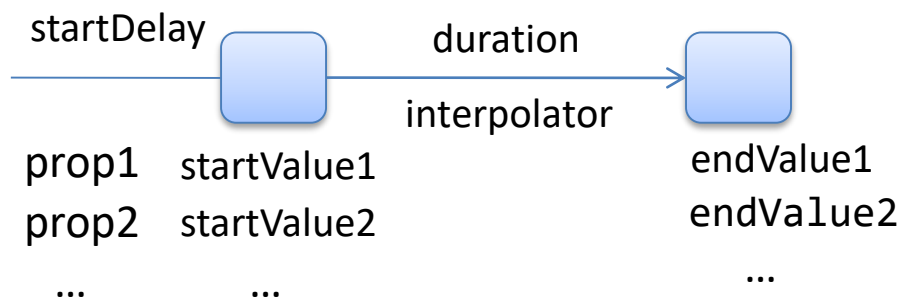 startDelay
duration
interpolator
prop1 startValue1 endValue1
prop2 startValue2 endValue2
... ... ...